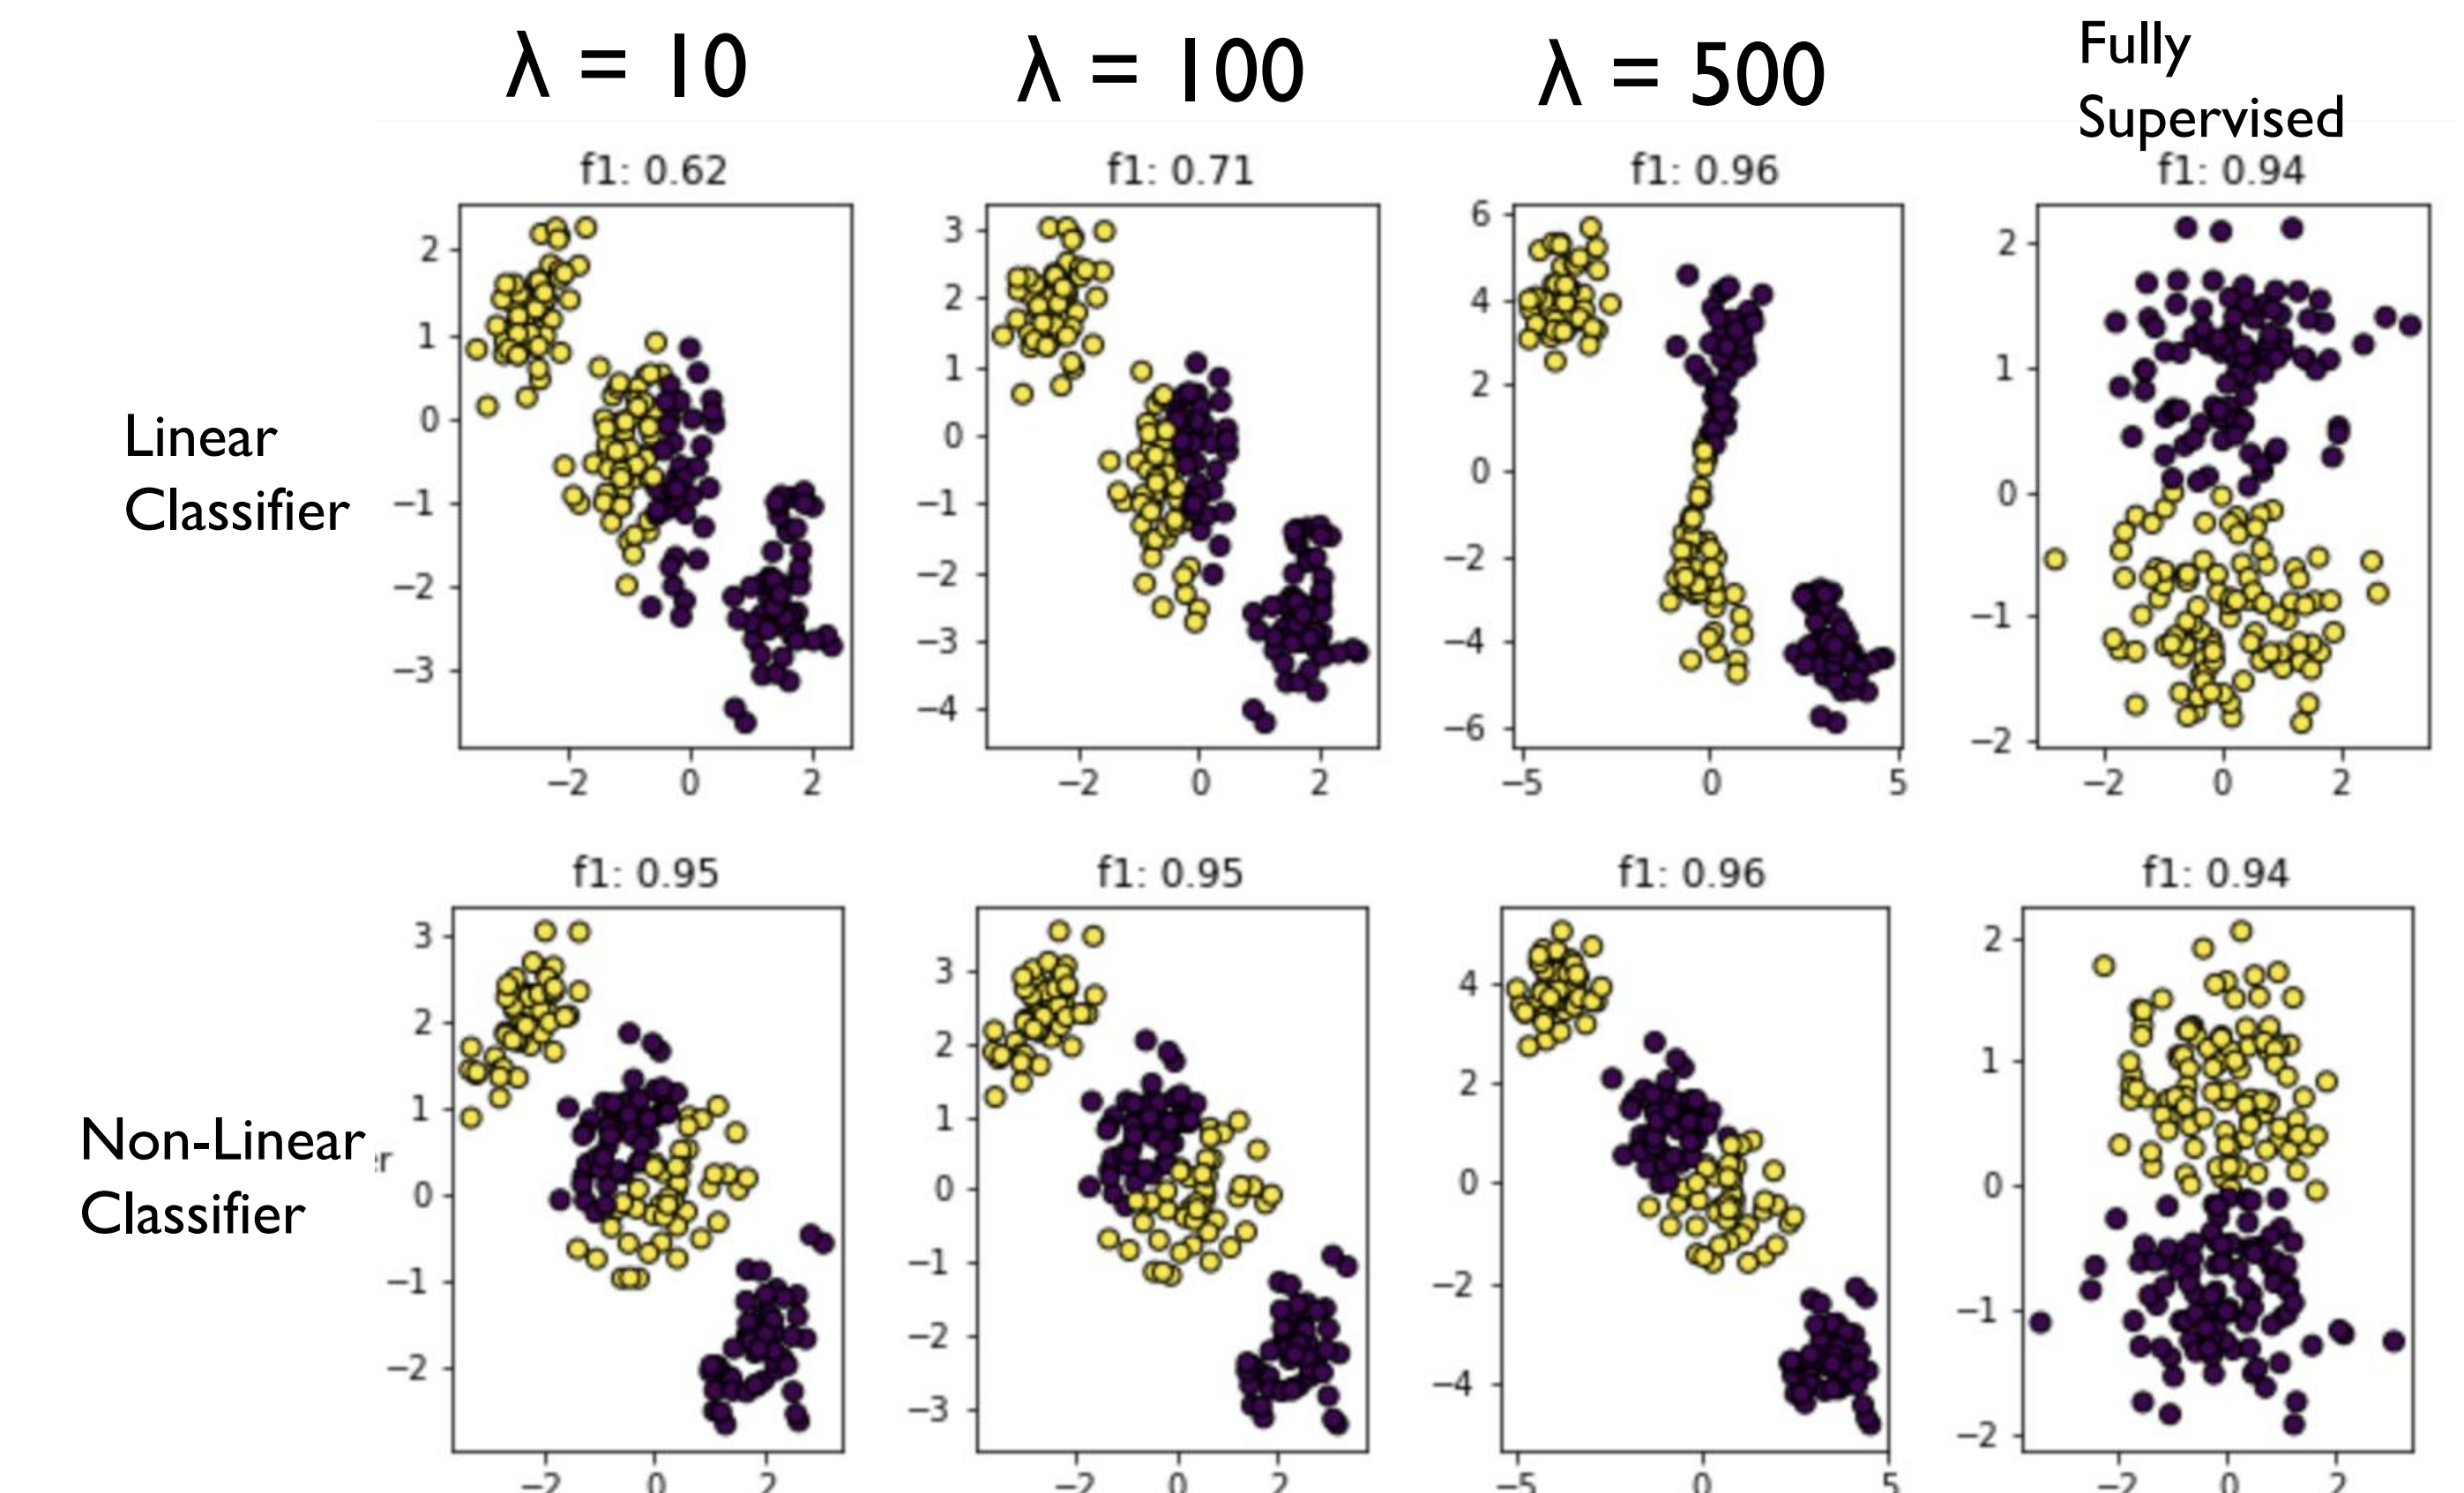 λ = 10
λ = 100
λ = 500
Fully
Supervised
f1: 0.62
f1: 0.71
f1: 0.96
f1: 0.94
Linear
Classifier
2
1
0
−1
−2
−3
−2 0 2
3
2
1
0
−1
−2
−3
−4
−2 0 2
6
4
2
0
−2
−4
−6
−5 0 5
2
1
0
−1
−2
−2 0 2
f1: 0.95
f1: 0.95
f1: 0.96
f1: 0.94
Non-Linear
er
Classifier
3
2
1
0
−1
−2
−2 0 2
3
2
1
0
−1
−2
−3
−2 0 2
4
2
0
−2
−4
−5 0 5
2
1
0
−1
−2
−2 0 2